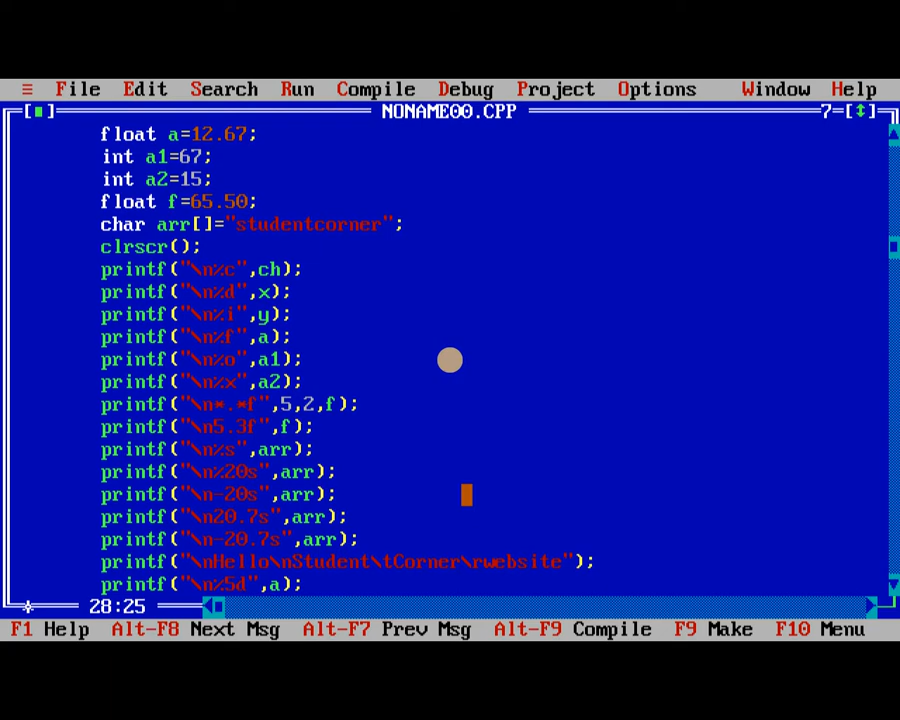 ≡ File Edit Search Run Compile Debug Project Options Window Help
[■] NONAME00.CPP 7=[↕]
float a=12.67;
int a1=67;
int a2=15;
float f=65.50;
char arr[]="studentcorner";
clrscr();
printf("\n%c",ch);
printf("\n%d",x);
printf("\n%i",y);
printf("\n%f",a);
printf("\n%o",a1);
printf("\n%x",a2);
printf("\n*.*f",5,2,f);
printf("\n5.3f",f);
printf("\n%s",arr);
printf("\n%20s",arr);
printf("\n-20s",arr);
printf("\n20.7s",arr);
printf("\n-20.7s",arr);
printf("\nHello\nStudent\tCorner\rwebsite");
printf("\n%5d",a);
28:25
F1 Help Alt-F8 Next Msg Alt-F7 Prev Msg Alt-F9 Compile F9 Make F10 Menu